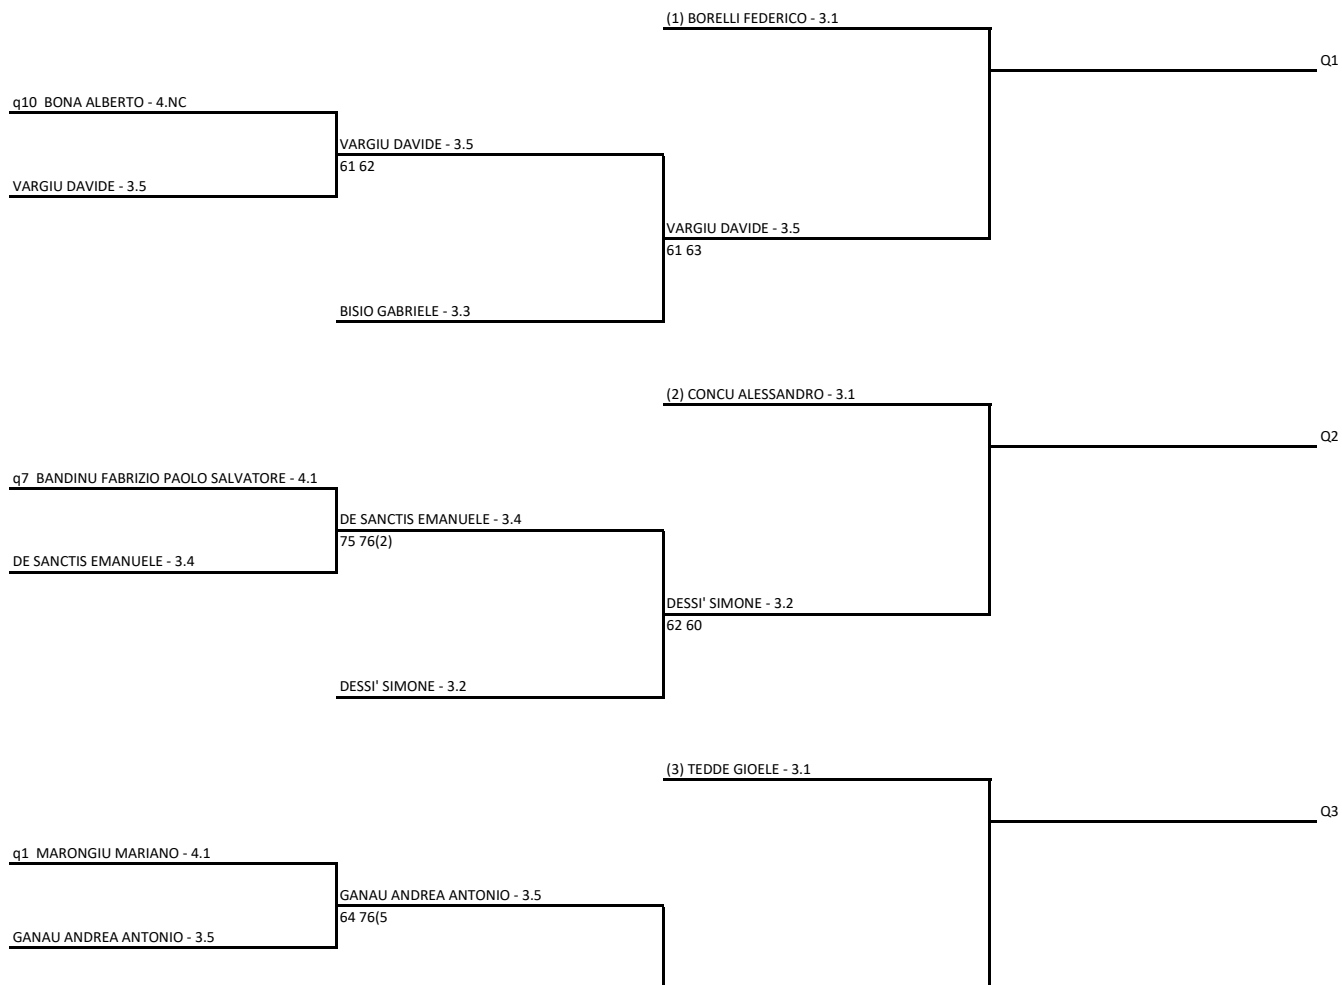 (1) BORELLI FEDERICO - 3.1
Q1
q10 BONA ALBERTO - 4.NC
VARGIU DAVIDE - 3.5
61 62
VARGIU DAVIDE - 3.5
VARGIU DAVIDE - 3.5
61 63
BISIO GABRIELE - 3.3
(2) CONCU ALESSANDRO - 3.1
Q2
q7 BANDINU FABRIZIO PAOLO SALVATORE - 4.1
DE SANCTIS EMANUELE - 3.4
75 76(2)
DE SANCTIS EMANUELE - 3.4
DESSI' SIMONE - 3.2
62 60
DESSI' SIMONE - 3.2
(3) TEDDE GIOELE - 3.1
Q3
q1 MARONGIU MARIANO - 4.1
GANAU ANDREA ANTONIO - 3.5
64 76(5
GANAU ANDREA ANTONIO - 3.5